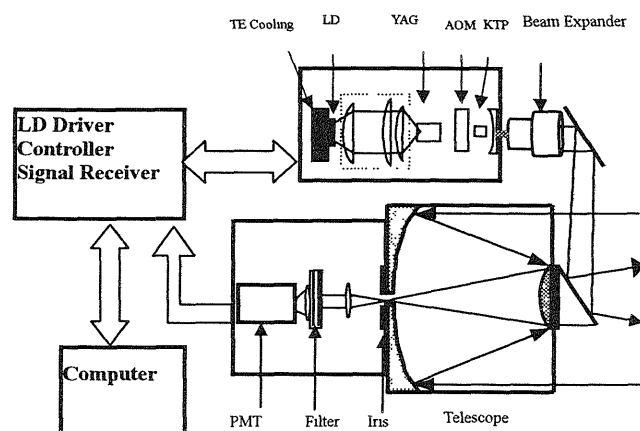 TE Cooling LD YAG AOM KTP Beam Expander
LD Driver
Controller
Signal Receiver
Computer
PMT Filter Iris Telescope